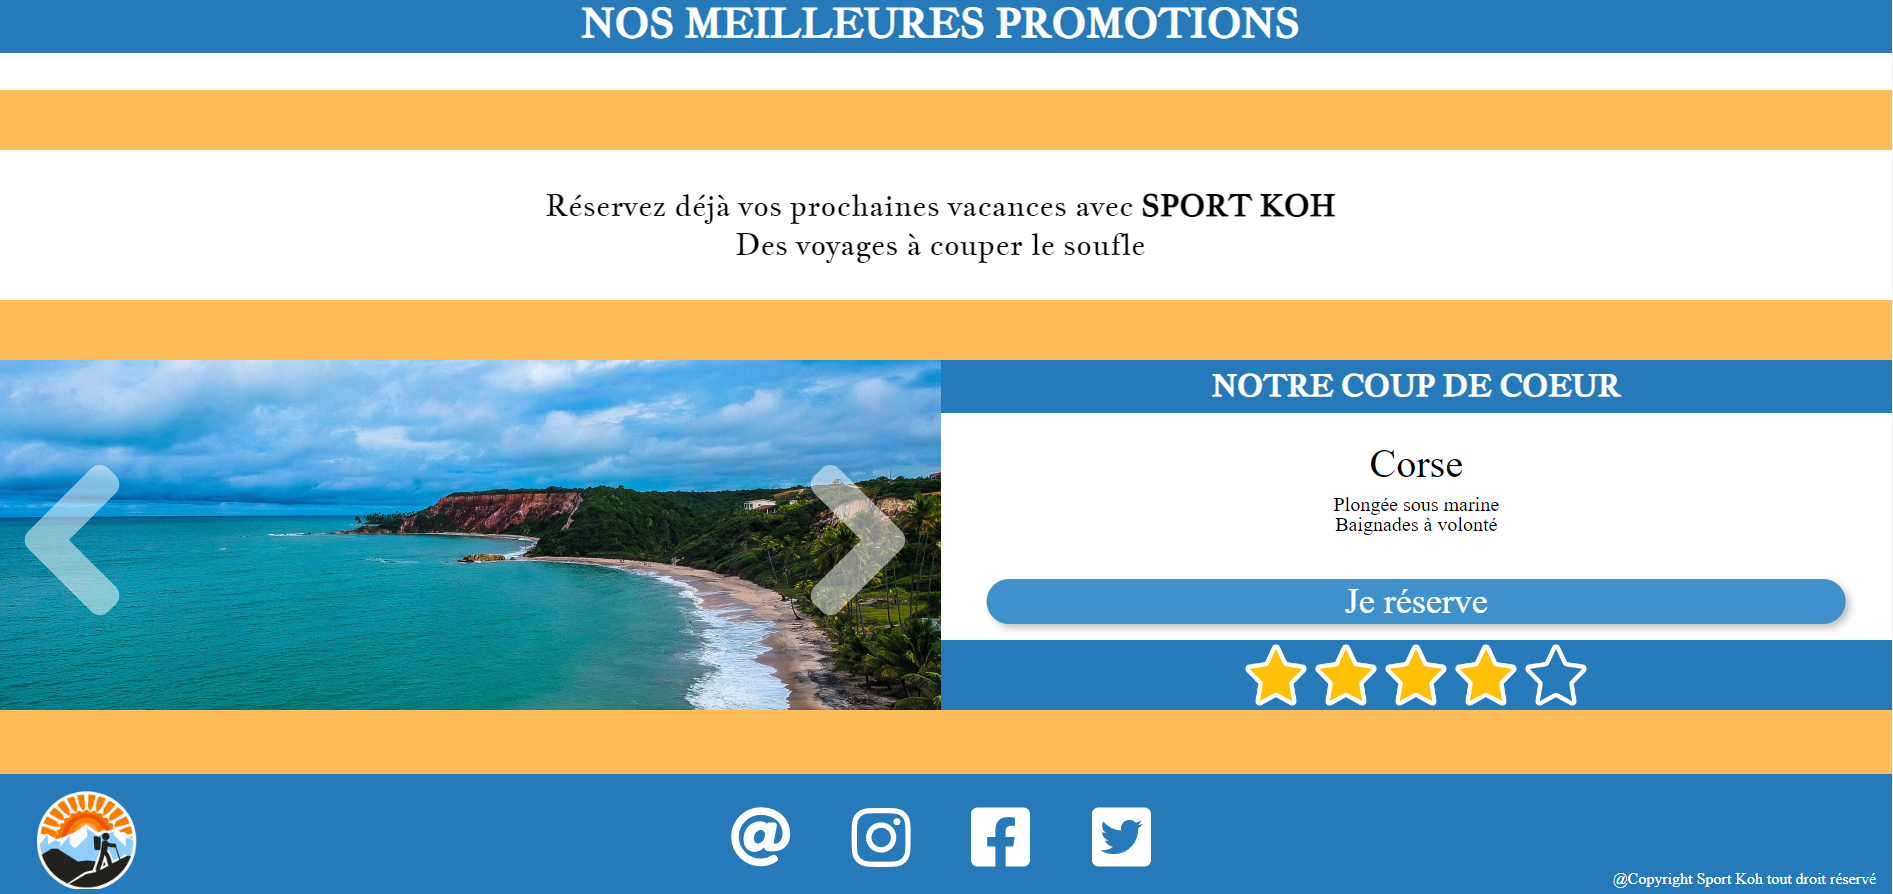 NOS MEILLEURES PROMOTIONS
Réservez déjà vos prochaines vacances avec SPORT KOH
Des voyages à couper le soufle
NOTRE COUP DE COEUR
Corse
Plongée sous marine
Baignades à volonté
Je réserve
@Copyright Sport Koh tout droit réservé